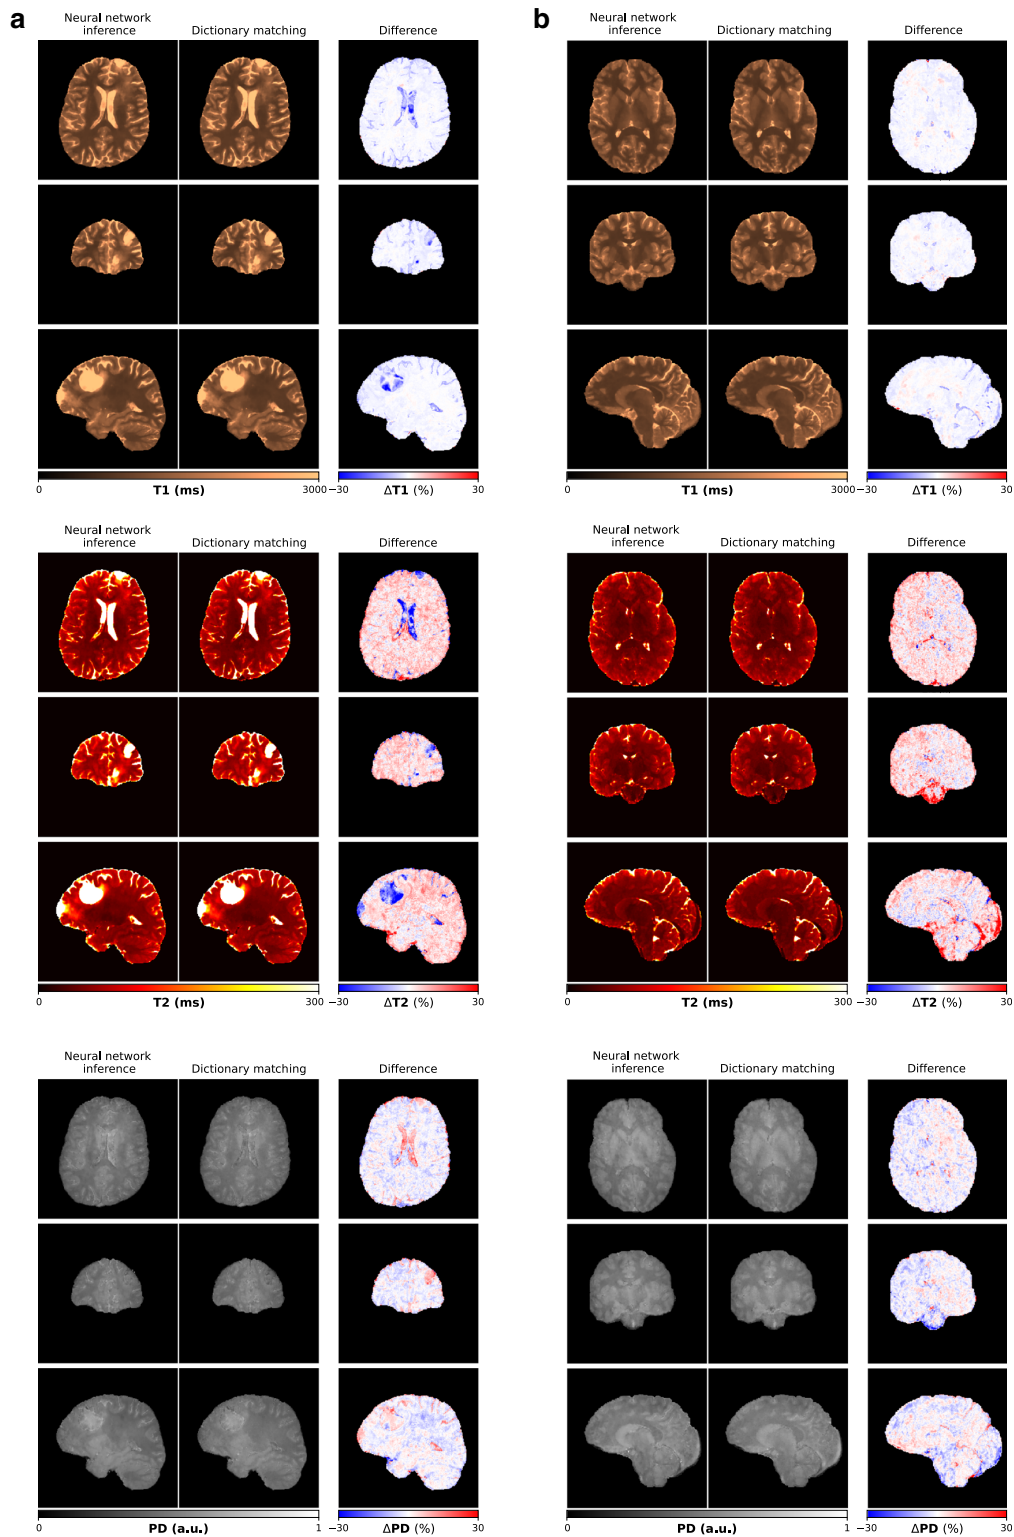 a
b
Neural network
inference
Dictionary matching
Difference
Neural network
inference
Dictionary matching
Difference
0
T1 (ms)
3000
−30
ΔT1 (%)
30
0
T1 (ms)
3000
−30
ΔT1 (%)
30
Neural network
inference
Dictionary matching
Difference
Neural network
inference
Dictionary matching
Difference
0
T2 (ms)
300
−30
ΔT2 (%)
30
0
T2 (ms)
300
−30
ΔT2 (%)
30
Neural network
inference
Dictionary matching
Difference
Neural network
inference
Dictionary matching
Difference
0
PD (a.u.)
1
−30
ΔPD (%)
30
0
PD (a.u.)
1
−30
ΔPD (%)
30